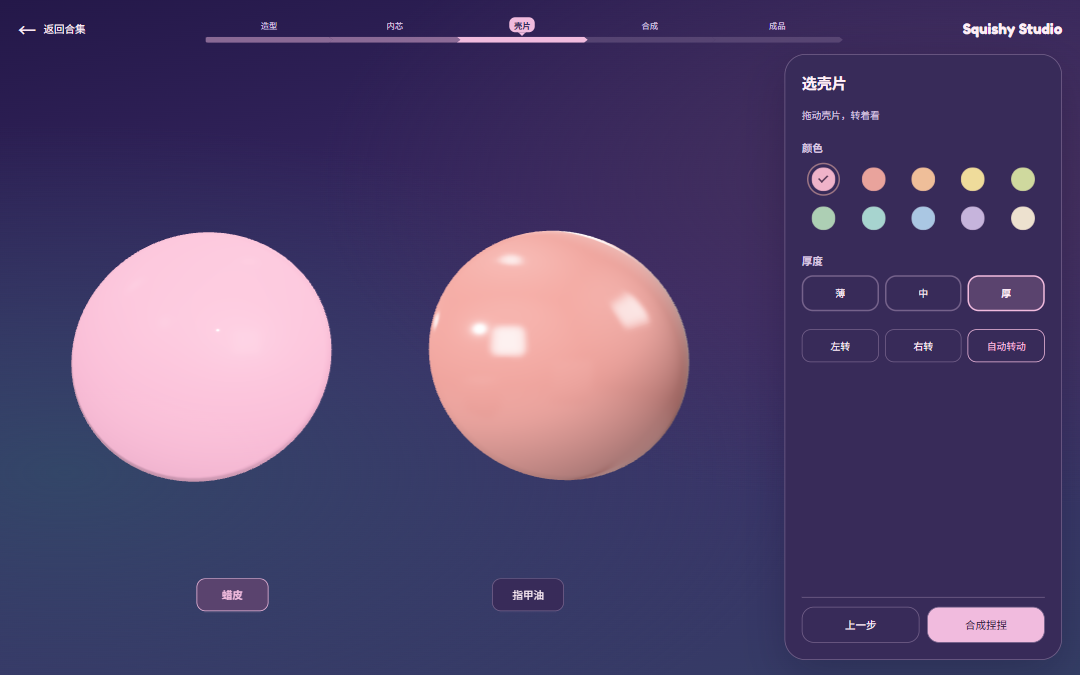 返回合集
造型
内芯
壳片
合成
成品
Squishy Studio
选壳片
拖动壳片，转着看
颜色
厚度
薄
中
厚
左转
右转
自动转动
蜡皮
指甲油
上一步
合成捏捏